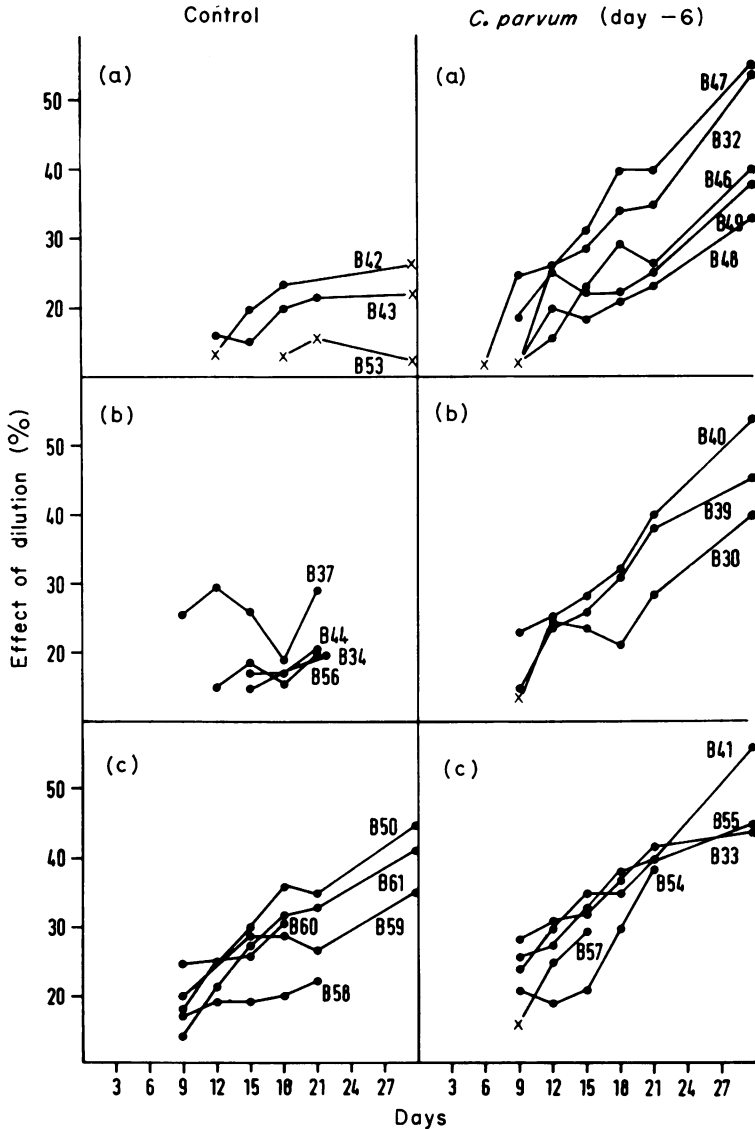 Control
C. parvum (day -6)
(a)
(a)
50
40
30
20
B42
B43
B53
B47
B32
B46
B49
B48
(b)
(b)
50
40
30
20
B37
B44
B34
B56
B40
B39
B30
(c)
(c)
50
40
30
20
B50
B61
B60
B59
B58
B41
B55
B33
B54
B57
Effect of dilution (%)
3 6 9 12 15 18 21 24 27
3 6 9 12 15 18 21 24 27
Days